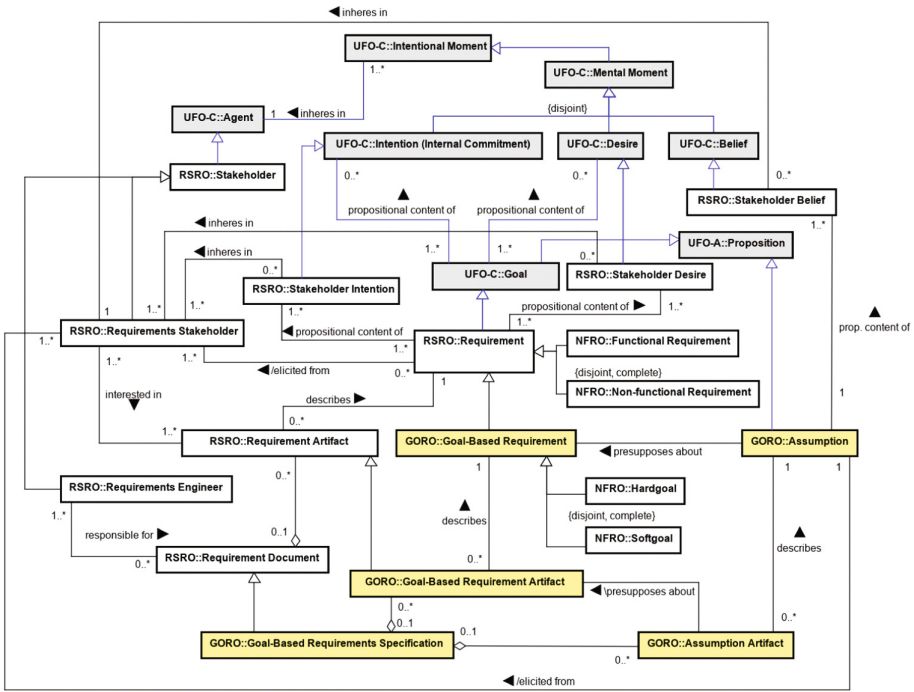 ◀ inheres in
UFO-C::Intentional Moment
1..*
UFO-C::Mental Moment
{disjoint}
UFO-C::Agent
1
◀ inheres in
UFO-C::Intention (Internal Commitment)
UFO-C::Desire
UFO-C::Belief
RSRO::Stakeholder
0..*
0..*
0..*
▲
▲
propositional content of
propositional content of
RSRO::Stakeholder Belief
1..*
◀ inheres in
1..*
1..*
UFO-A::Proposition
◀ inheres in
0..*
0..*
UFO-C::Goal
RSRO::Stakeholder Desire
RSRO::Stakeholder Intention
1
1..*
1..*
1..*
propositional content of ▶
1..*
▲
prop. content of
RSRO::Requirements Stakeholder
◀ propositional content of
1..*
1..*
1..*
RSRO::Requirement
NFRO::Functional Requirement
1..*
1..*
◀ /elicited from
0..*
1
{disjoint, complete}
interested in
▼
describes ▶
NFRO::Non-functional Requirement
1
0..*
1..*
RSRO::Requirement Artifact
GORO::Goal-Based Requirement
GORO::Assumption
◀ presupposes about
0..*
1
1
1
RSRO::Requirements Engineer
NFRO::Hardgoal
1..*
▲
describes
{disjoint, complete}
▲
describes
responsible for ▶
0..1
NFRO::Softgoal
0..*
RSRO::Requirement Document
0..*
GORO::Goal-Based Requirement Artifact
◀ \presupposes about
0..*
0..1
0..*
0..1
GORO::Goal-Based Requirements Specification
GORO::Assumption Artifact
0..*
◀ /elicited from